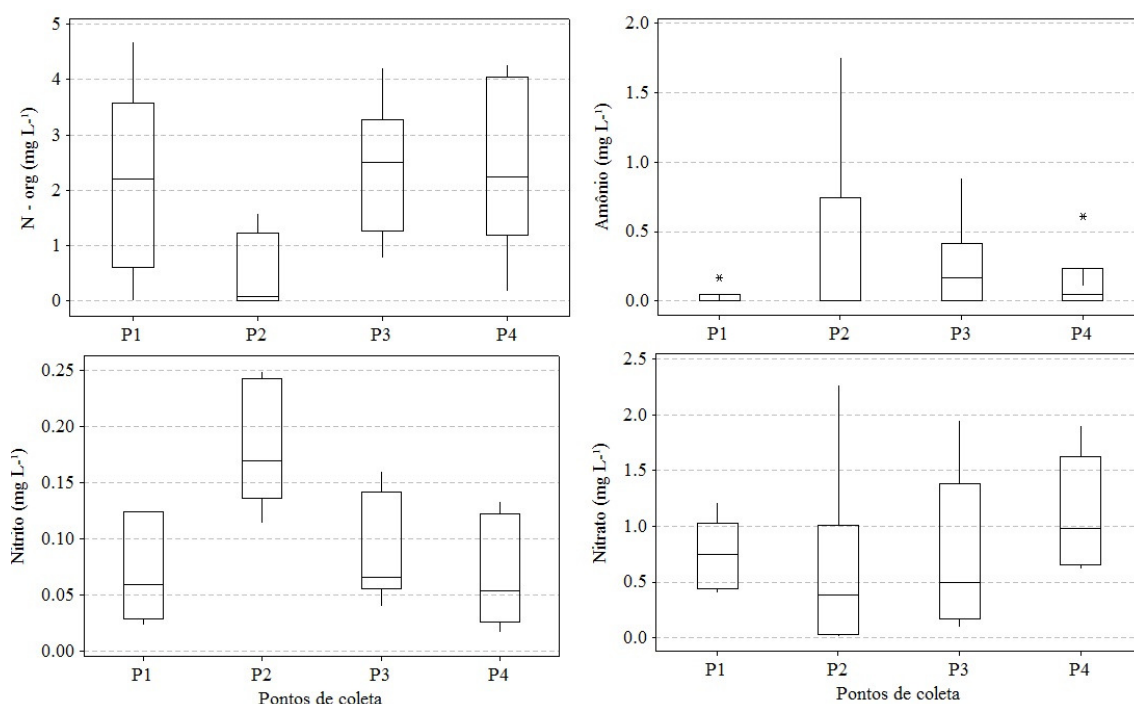 N - org (mg L-¹)
5
4
3
2
1
0
P1 P2 P3 P4
Amônio (mg L-¹)
2.0
1.5
1.0
0.5
0.0
P1 P2 P3 P4
Nitrito (mg L-¹)
0.25
0.20
0.15
0.10
0.05
0.00
P1 P2 P3 P4
Pontos de coleta
Nitrato (mg L-¹)
2.5
2.0
1.5
1.0
0.5
0.0
P1 P2 P3 P4
Pontos de coleta